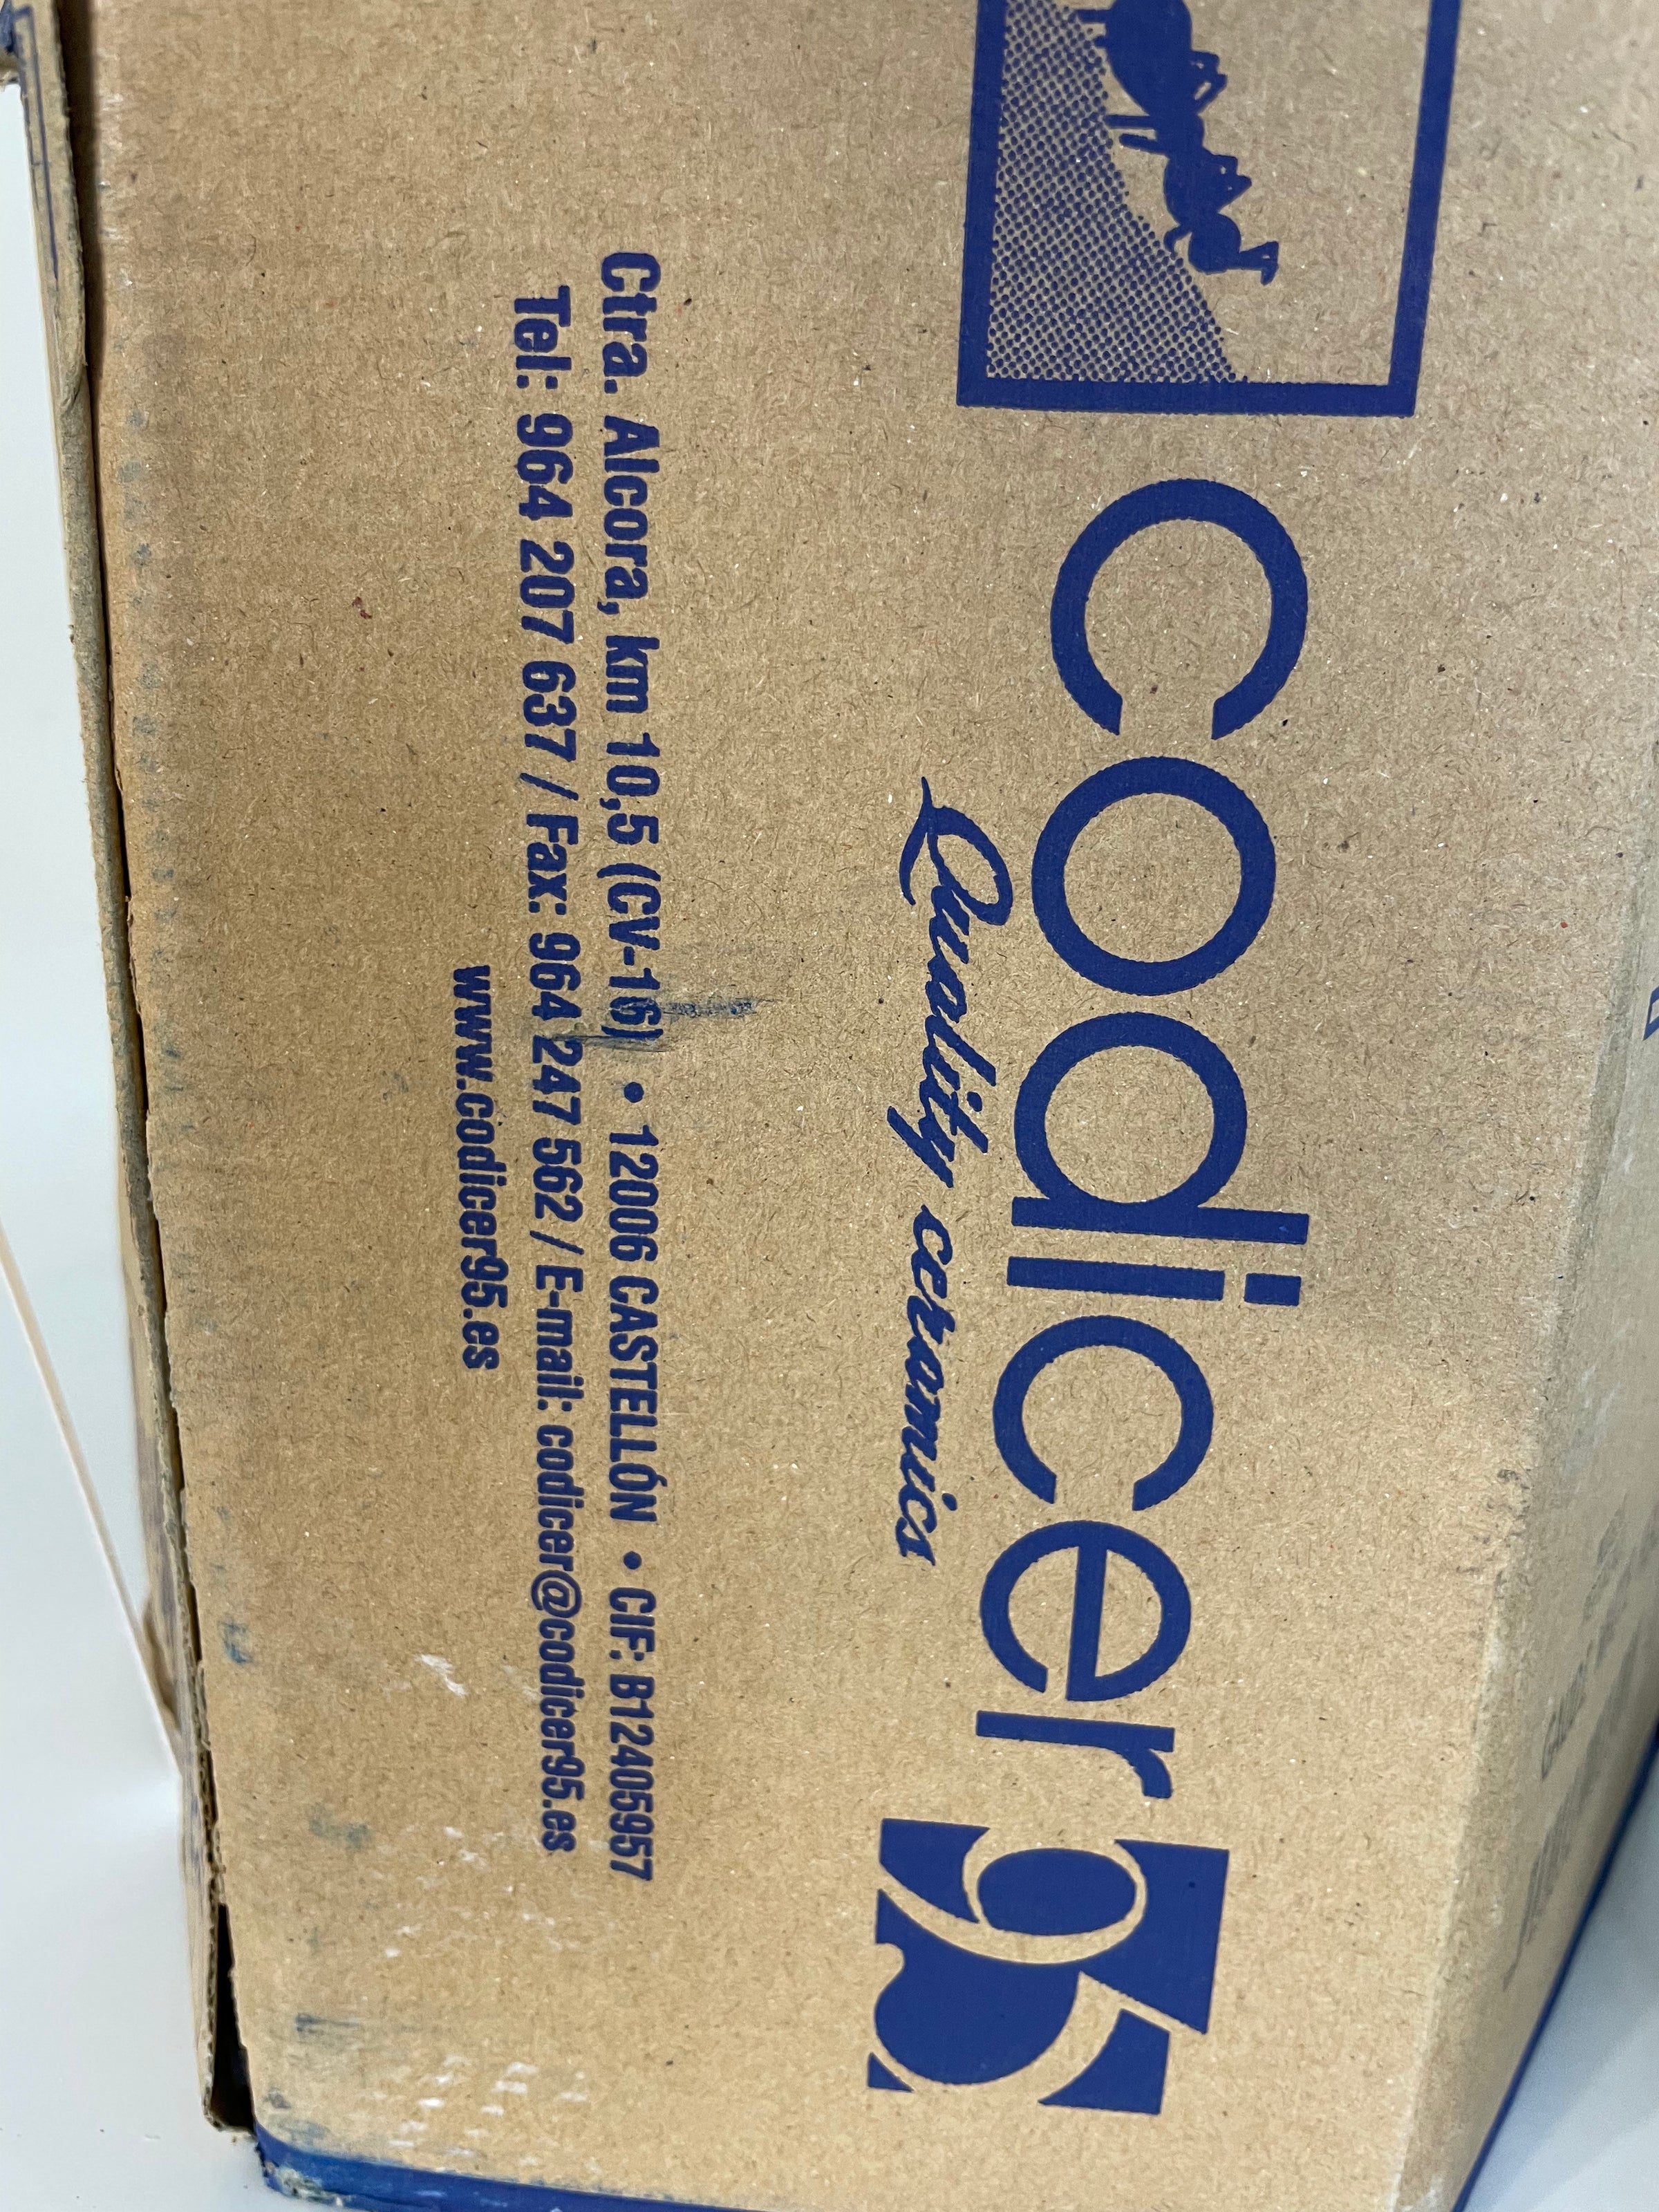 codicer 95
Quality ceramics
Ctra. Alcora, km 10,5 (CV-16) • 12006 CASTELLÓN • CIF: B12405957
Tel: 964 207 637 / Fax: 964 247 562 / E-mail: codicer@codicer95.es
www.codicer95.es